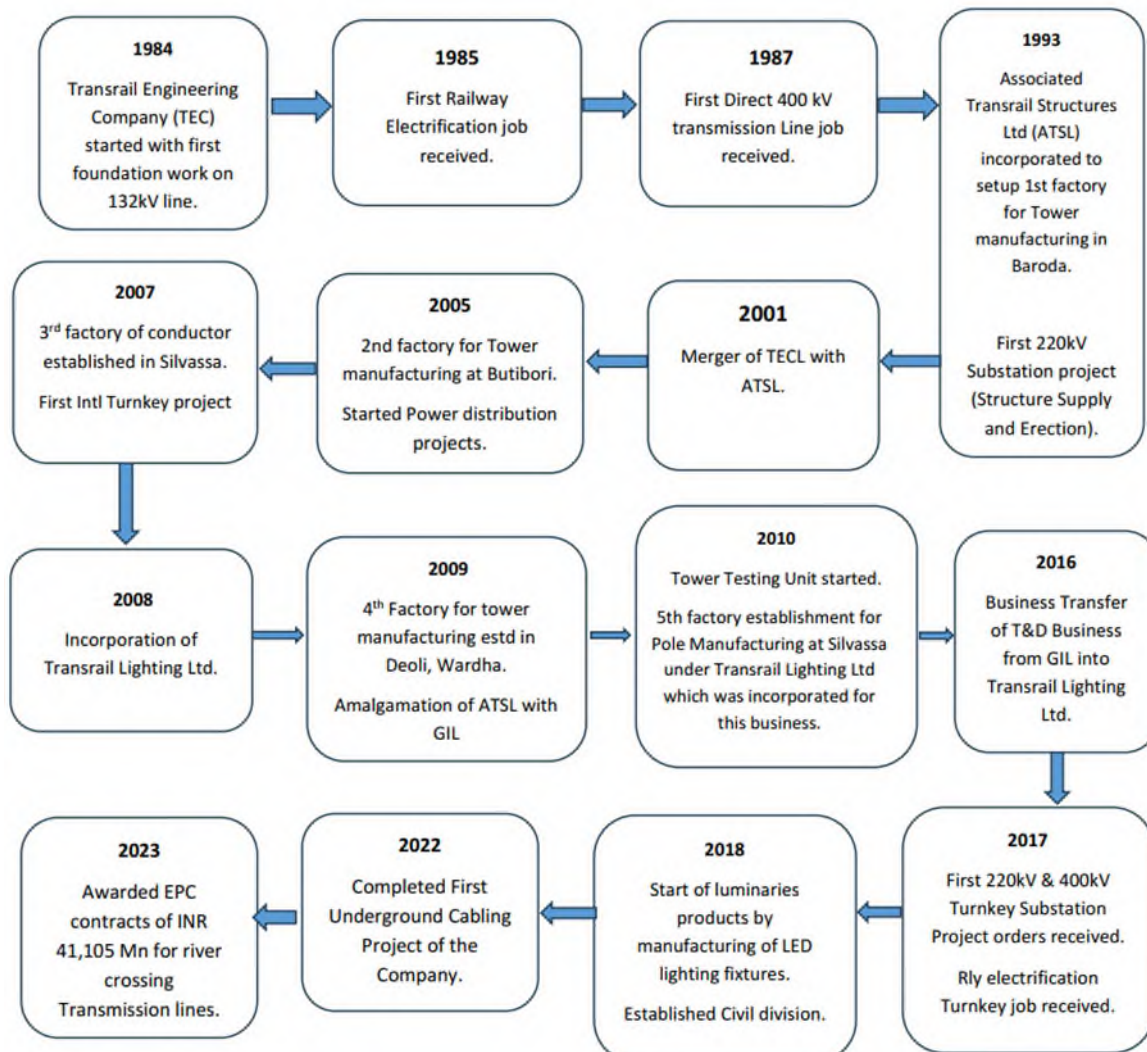 1984
Transrail Engineering
Company (TEC)
started with first
foundation work on
132kV line.
1985
First Railway
Electrification job
received.
1987
First Direct 400 kV
transmission Line job
received.
1993
Associated
Transrail Structures
Ltd (ATSL)
incorporated to
setup 1st factory
for Tower
manufacturing in
Baroda.
First 220kV
Substation project
(Structure Supply
and Erection).
2001
Merger of TECL with
ATSL.
2005
2nd factory for Tower
manufacturing at Butibori.
Started Power distribution
projects.
2007
3rd factory of conductor
established in Silvassa.
First Intl Turnkey project
2008
Incorporation of
Transrail Lighting Ltd.
2009
4th Factory for tower
manufacturing estd in
Deoli, Wardha.
Amalgamation of ATSL with
GIL
2010
Tower Testing Unit started.
5th factory establishment for
Pole Manufacturing at Silvassa
under Transrail Lighting Ltd
which was incorporated for
this business.
2016
Business Transfer
of T&D Business
from GIL into
Transrail Lighting
Ltd.
2017
First 220kV & 400kV
Turnkey Substation
Project orders received.
Rly electrification
Turnkey job received.
2018
Start of luminaries
products by
manufacturing of LED
lighting fixtures.
Established Civil division.
2022
Completed First
Underground Cabling
Project of the
Company.
2023
Awarded EPC
contracts of INR
41,105 Mn for river
crossing
Transmission lines.